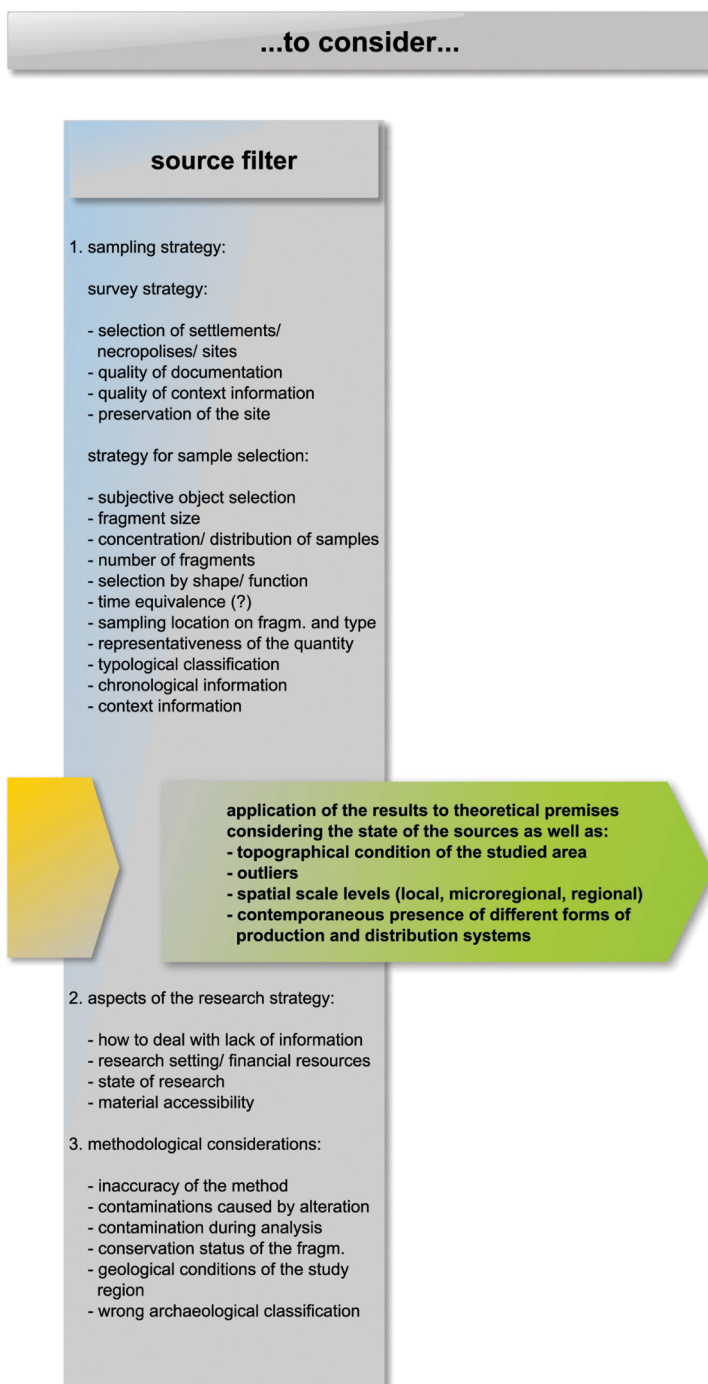 ...to consider...
source filter
1. sampling strategy:
survey strategy:
- selection of settlements/
necropolises/ sites
- quality of documentation
- quality of context information
- preservation of the site
strategy for sample selection:
- subjective object selection
- fragment size
- concentration/ distribution of samples
- number of fragments
- selection by shape/ function
- time equivalence (?)
- sampling location on fragm. and type
- representativeness of the quantity
- typological classification
- chronological information
- context information
application of the results to theoretical premises
considering the state of the sources as well as:
- topographical condition of the studied area
- outliers
- spatial scale levels (local, microregional, regional)
- contemporaneous presence of different forms of
production and distribution systems
2. aspects of the research strategy:
- how to deal with lack of information
- research setting/ financial resources
- state of research
- material accessibility
3. methodological considerations:
- inaccuracy of the method
- contaminations caused by alteration
- contamination during analysis
- conservation status of the fragm.
- geological conditions of the study
region
- wrong archaeological classification